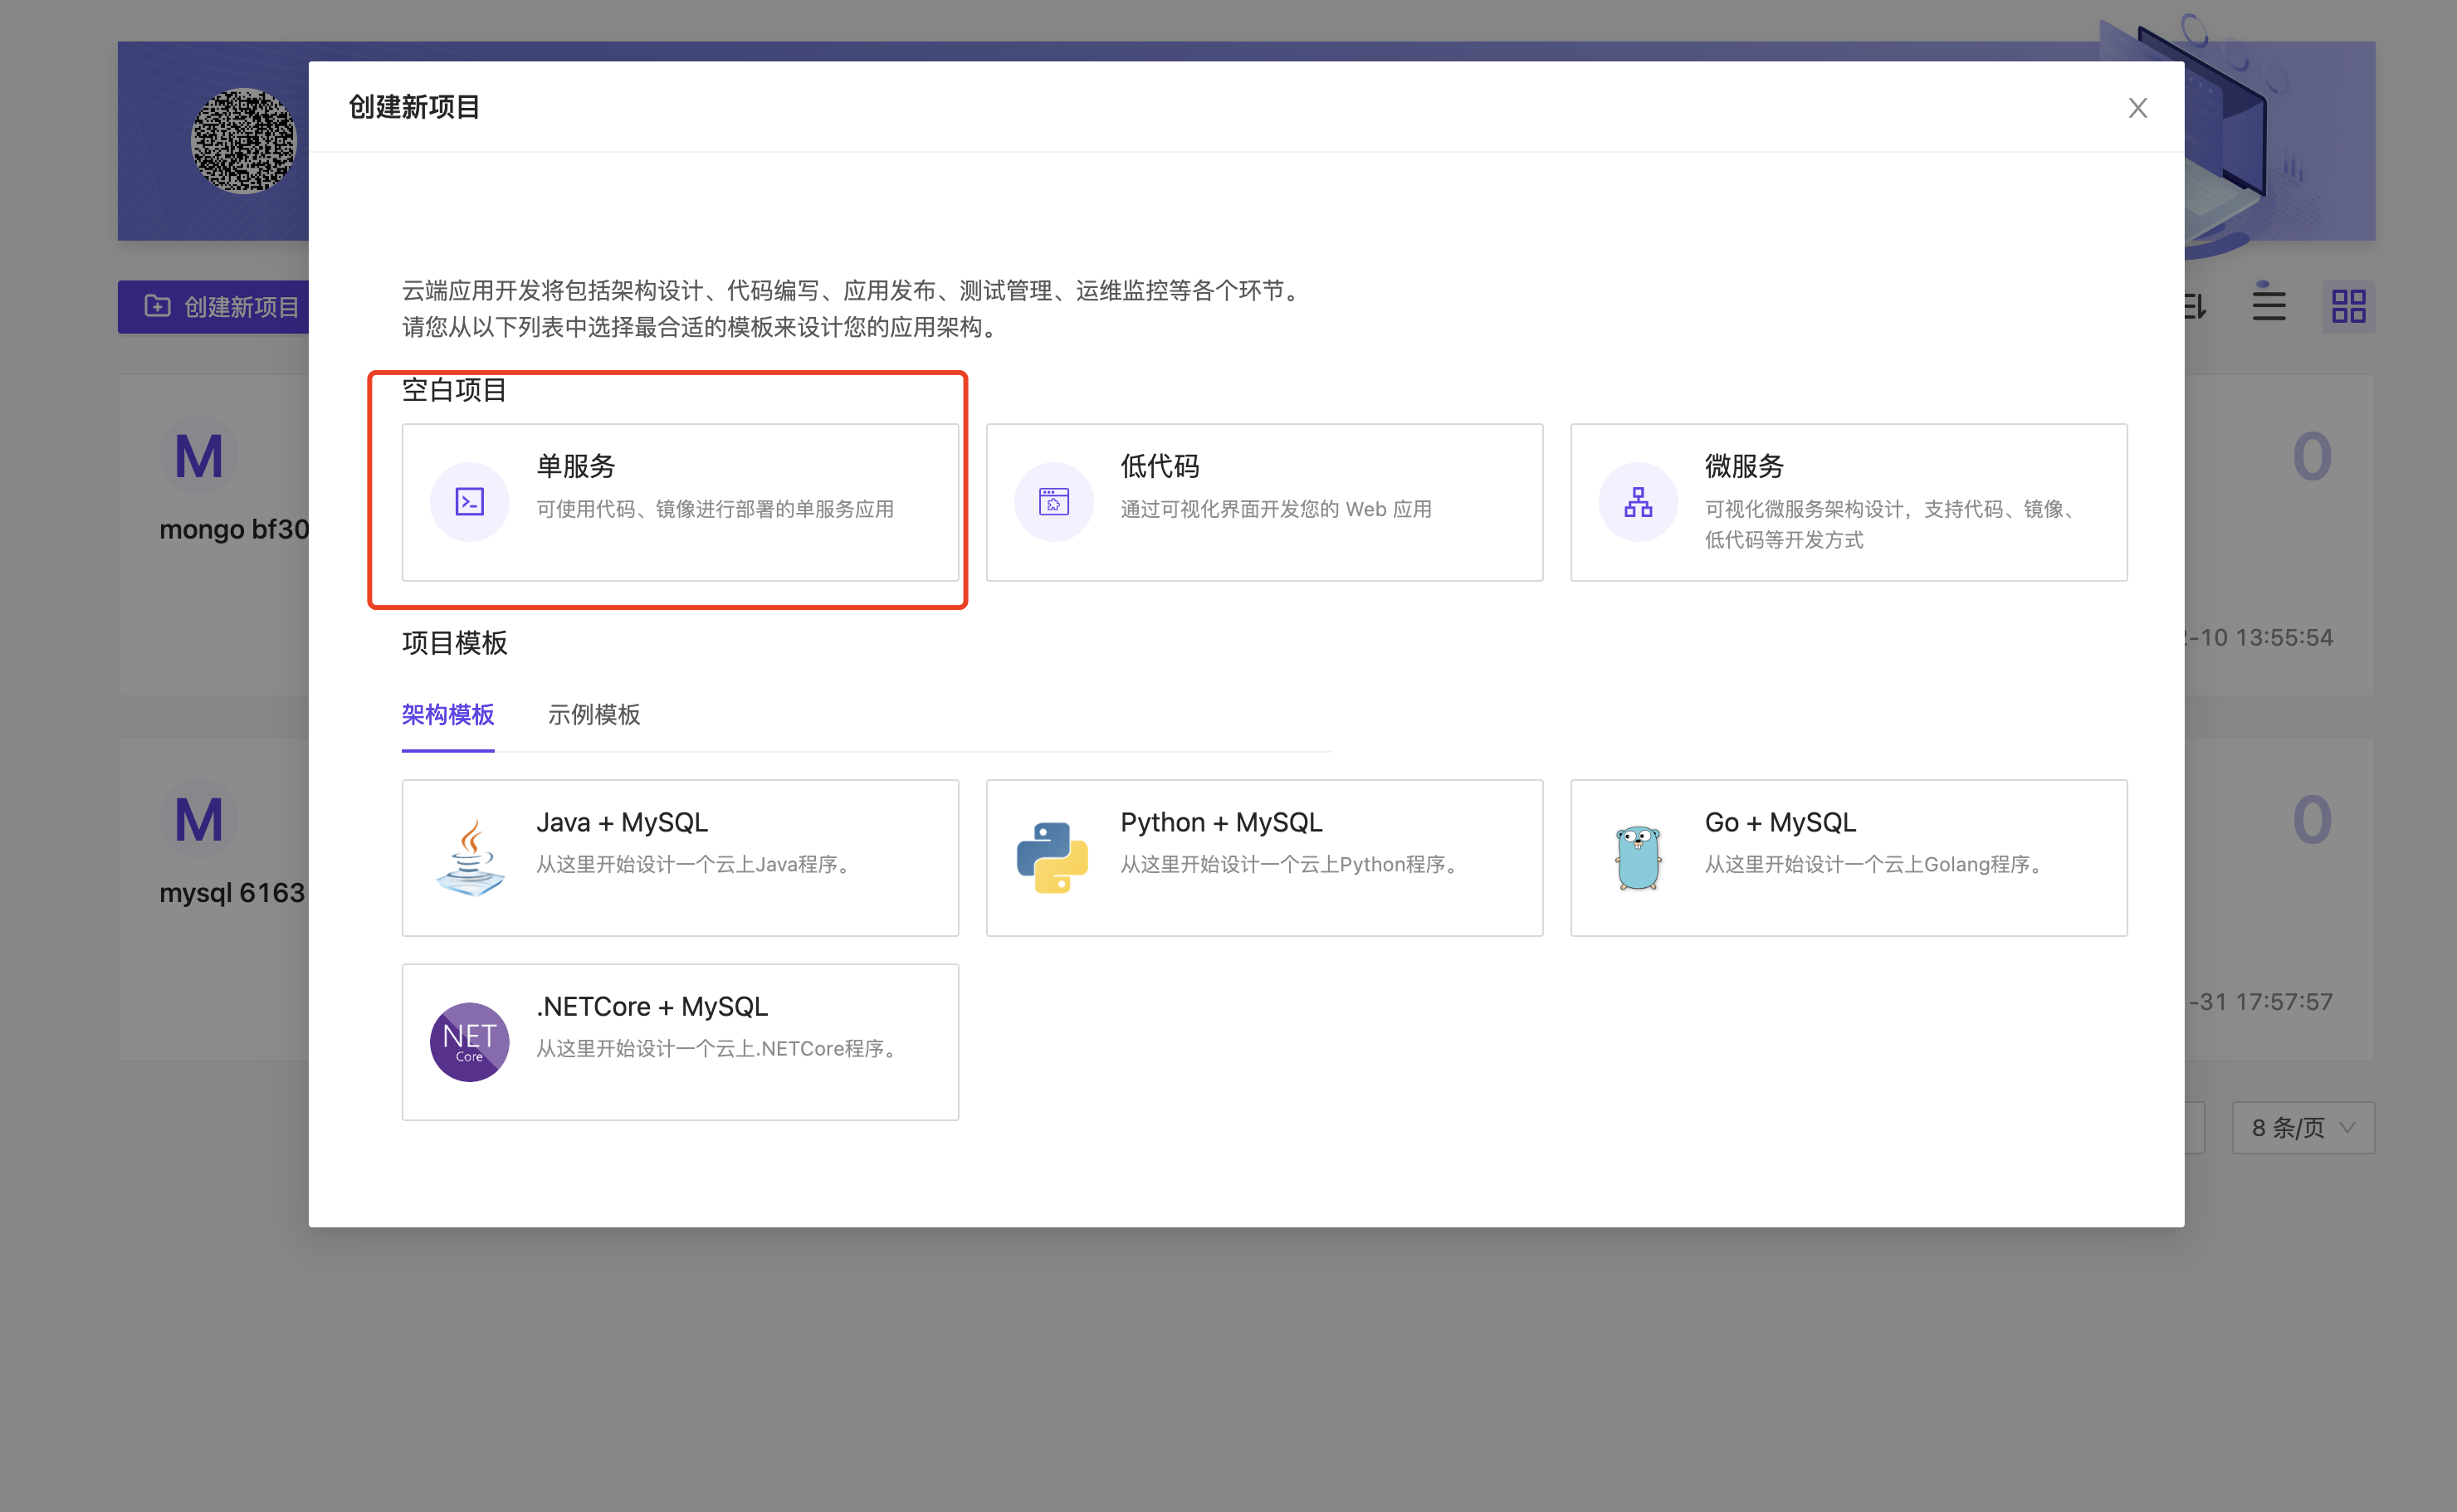 创建新项目
云端应用开发将包括架构设计、代码编写、应用发布、测试管理、运维监控等各个环节。
请您从以下列表中选择最合适的模板来设计您的应用架构。
空白项目
单服务
可使用代码、镜像进行部署的单服务应用
低代码
通过可视化界面开发您的 Web 应用
微服务
可视化微服务架构设计，支持代码、镜像、
低代码等开发方式
项目模板
架构模板
示例模板
Java + MySQL
从这里开始设计一个云上Java程序。
Python + MySQL
从这里开始设计一个云上Python程序。
Go + MySQL
从这里开始设计一个云上Golang程序。
NET
Core
.NETCore + MySQL
从这里开始设计一个云上.NETCore程序。
创建新项目
M
mongo bf30
0
-10 13:55:54
M
mysql 6163
0
-31 17:57:57
8 条/页